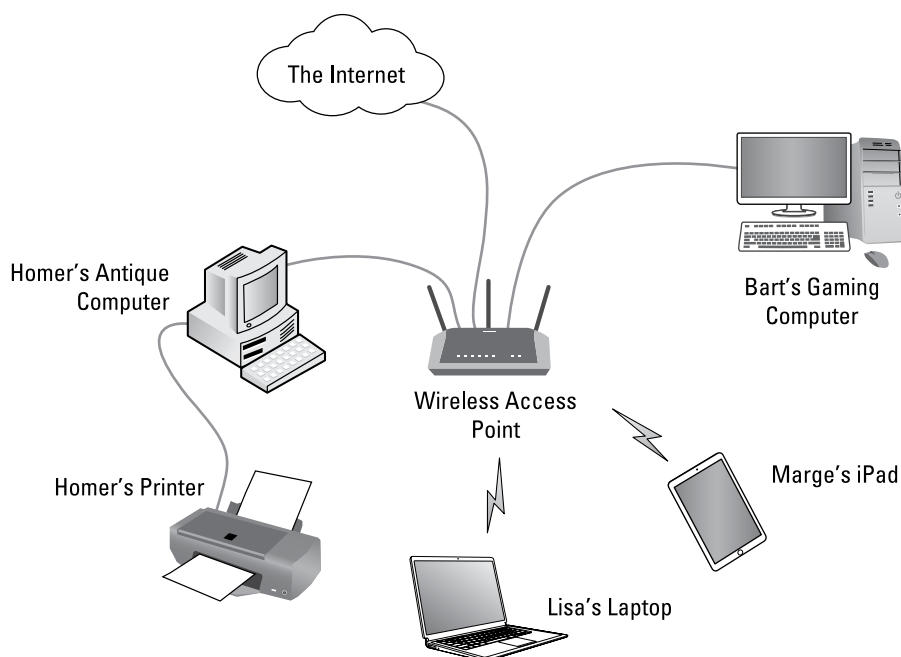 The Internet
Homer's Antique
Computer
Bart's Gaming
Computer
Wireless Access
Point
Homer's Printer
Marge's iPad
Lisa's Laptop